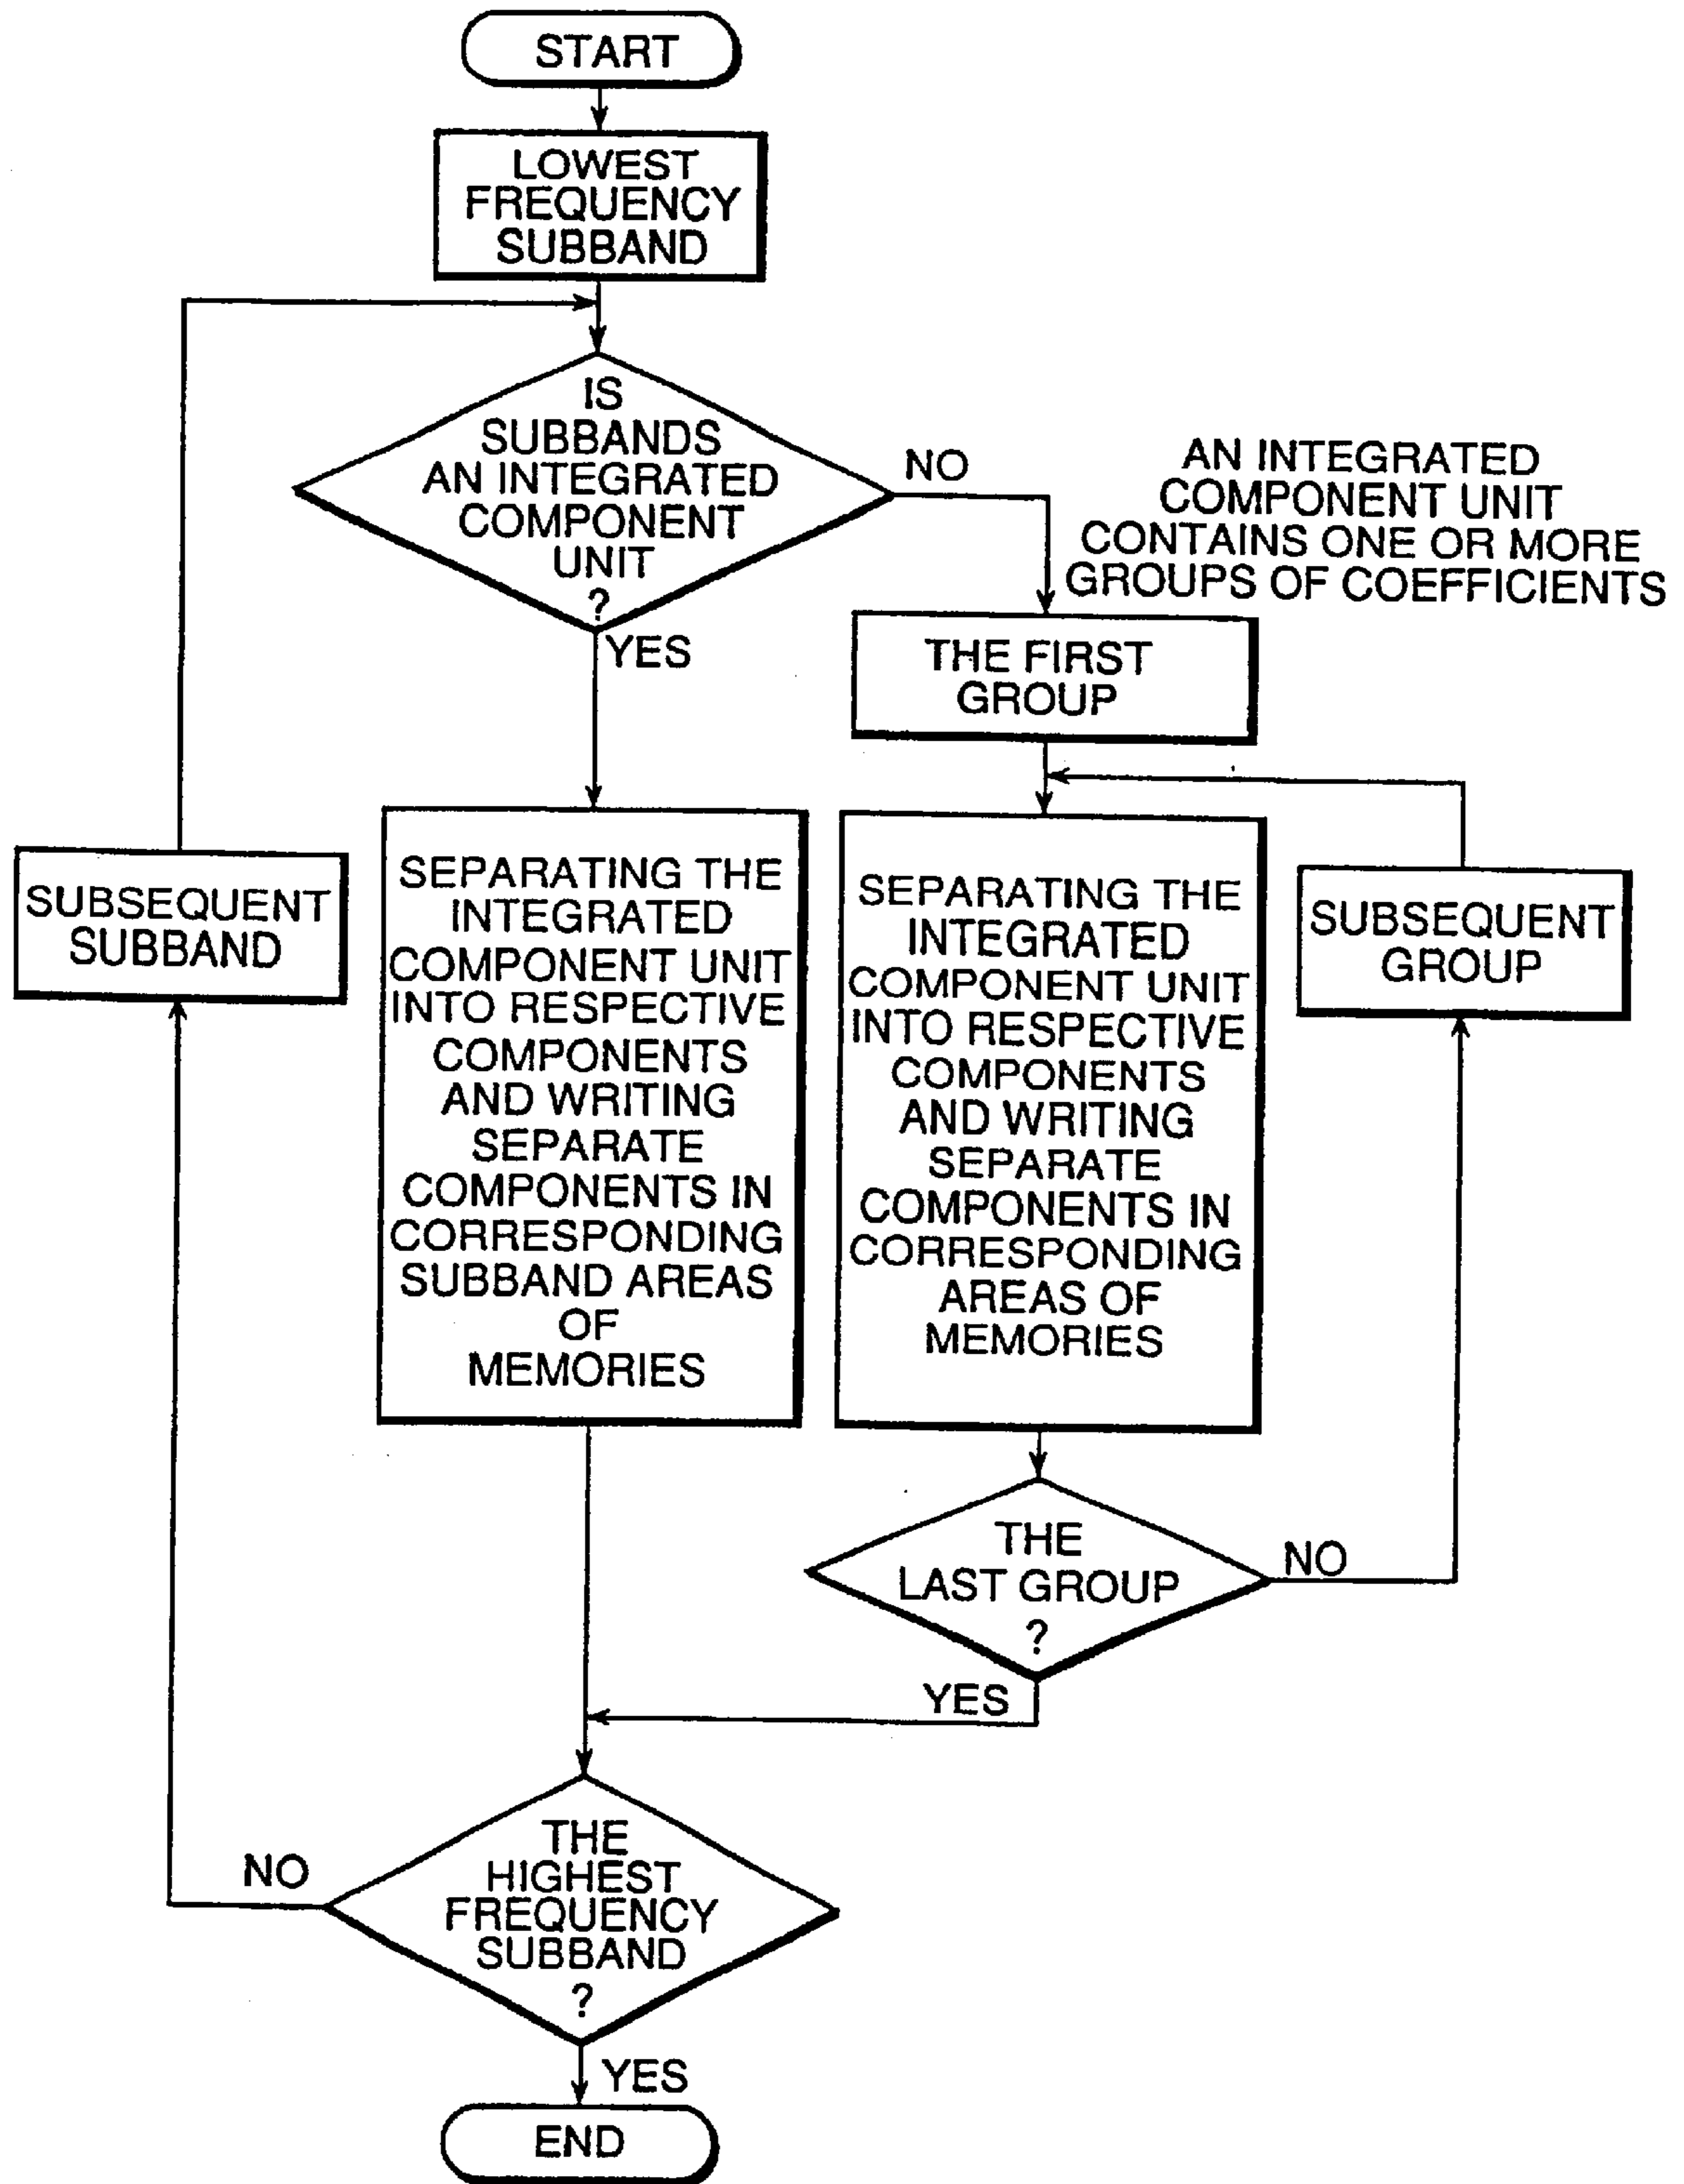 START
LOWEST
FREQUENCY
SUBBAND
IS
SUBBANDS
AN INTEGRATED
COMPONENT
UNIT
?
NO
AN INTEGRATED
COMPONENT UNIT
CONTAINS ONE OR MORE
GROUPS OF COEFFICIENTS
YES
THE FIRST
GROUP
SUBSEQUENT
SUBBAND
SEPARATING THE
INTEGRATED
COMPONENT UNIT
INTO RESPECTIVE
COMPONENTS
AND WRITING
SEPARATE
COMPONENTS IN
CORRESPONDING
SUBBAND AREAS
OF
MEMORIES
SEPARATING THE
INTEGRATED
COMPONENT UNIT
INTO RESPECTIVE
COMPONENTS
AND WRITING
SEPARATE
COMPONENTS IN
CORRESPONDING
AREAS OF
MEMORIES
SUBSEQUENT
GROUP
THE
LAST GROUP
?
NO
YES
THE
HIGHEST
FREQUENCY
SUBBAND
?
NO
YES
END